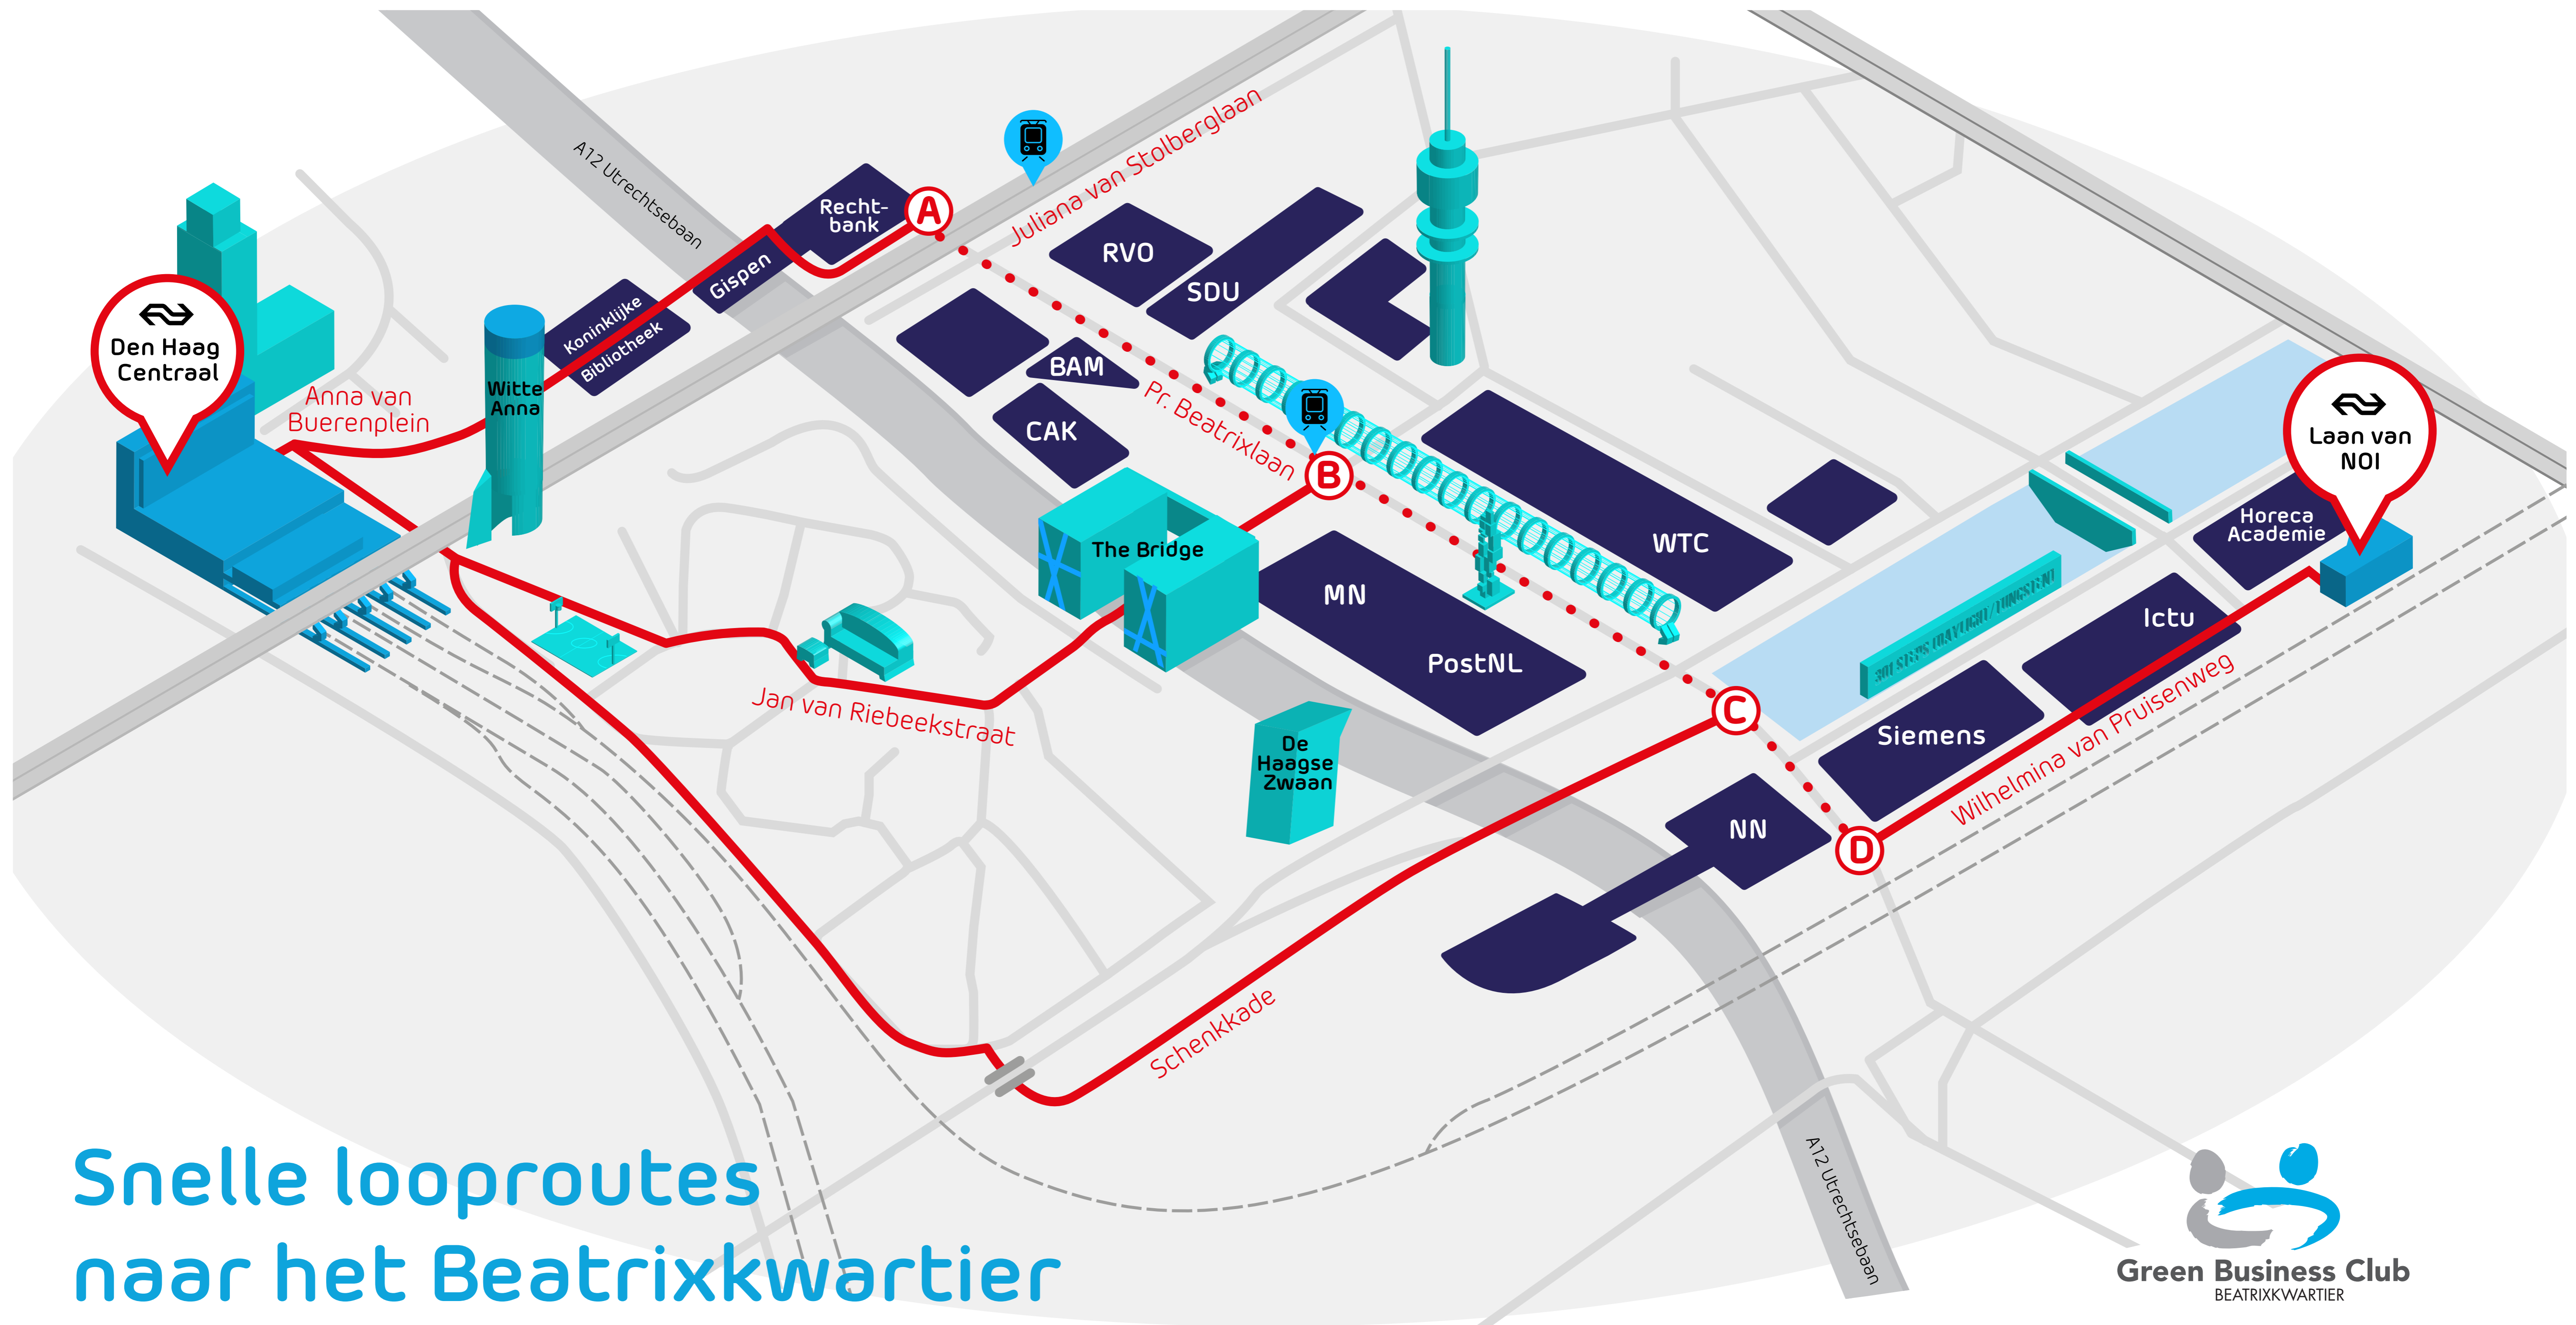 A12 Utrechtsebaan
Juliana van Stolberglaan
Recht-
bank
A
RVO
SDU
Gispen
Koninklijke
Bibliotheek
Den Haag
Centraal
Anna van
Buerenplein
Witte
Anna
BAM
CAK
Pr. Beatrixlaan
B
The Bridge
WTC
MN
PostNL
Laan van
NOI
Horeca
Academie
Ictu
Siemens
Wilhelmina van Pruisenweg
C
De
Haagse
Zwaan
Jan van Riebeekstraat
NN
D
Schenkkade
A12 Utrechtsebaan
Snelle looproutes
naar het Beatrixkwartier
Green Business Club
BEATRIXKWARTIER